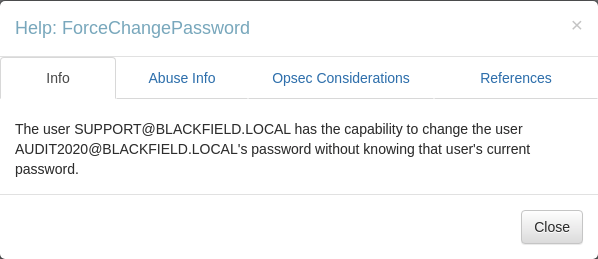 Help: ForceChangePassword
×
Info
Abuse Info
Opsec Considerations
References
The user SUPPORT@BLACKFIELD.LOCAL has the capability to change the user
AUDIT2020@BLACKFIELD.LOCAL's password without knowing that user's current
password.
Close